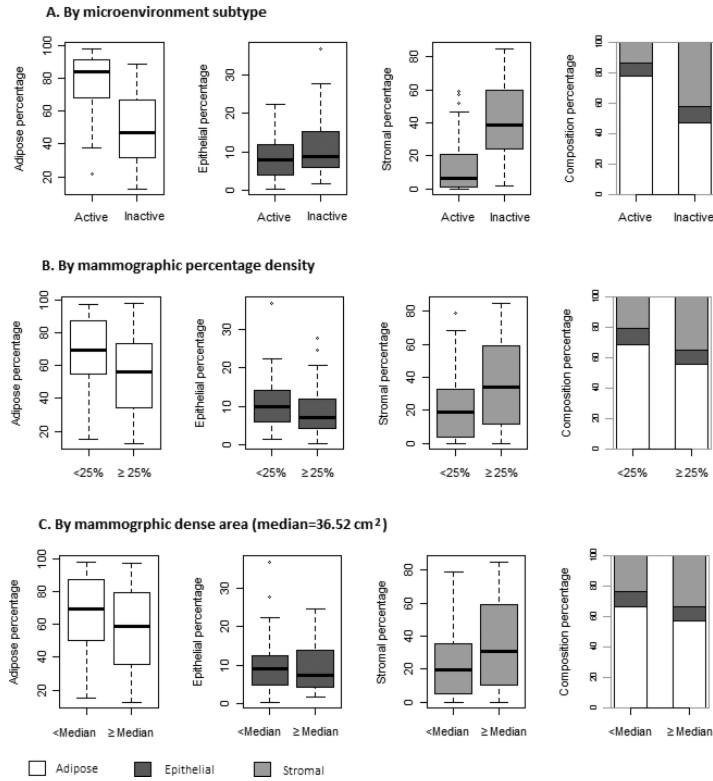 A. By microenvironment subtype
Adipose percentage
20 40 60 80 100
Active Inactive
Epithelial percentage
0 10 20 30
Active Inactive
Stromal percentage
0 20 40 60 80
Active Inactive
Composition percentage
0 20 40 60 80 100
Active Inactive
B. By mammographic percentage density
Adipose percentage
20 40 60 80 100
<25% ≥ 25%
Epithelial percentage
0 10 20 30
<25% ≥ 25%
Stromal percentage
0 20 40 60 80
<25% ≥ 25%
Composition percentage
0 20 40 60 80 100
<25% ≥ 25%
C. By mammogrphic dense area (median=36.52 cm²)
Adipose percentage
20 40 60 80 100
<Median ≥ Median
Epithelial percentage
0 10 20 30
<Median ≥ Median
Stromal percentage
0 20 40 60 80
<Median ≥ Median
Composition percentage
0 20 40 60 80 100
<Median ≥ Median
Adipose Epithelial Stromal